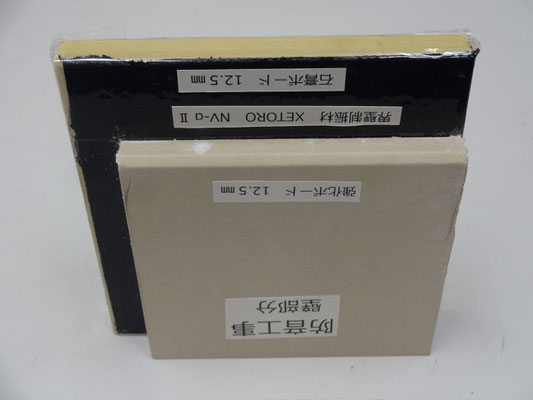 防音工事
壁部分
強化ボード 12.5㎜
界壁制振材 XETORO NV-αⅡ
石膏ボード 12.5㎜